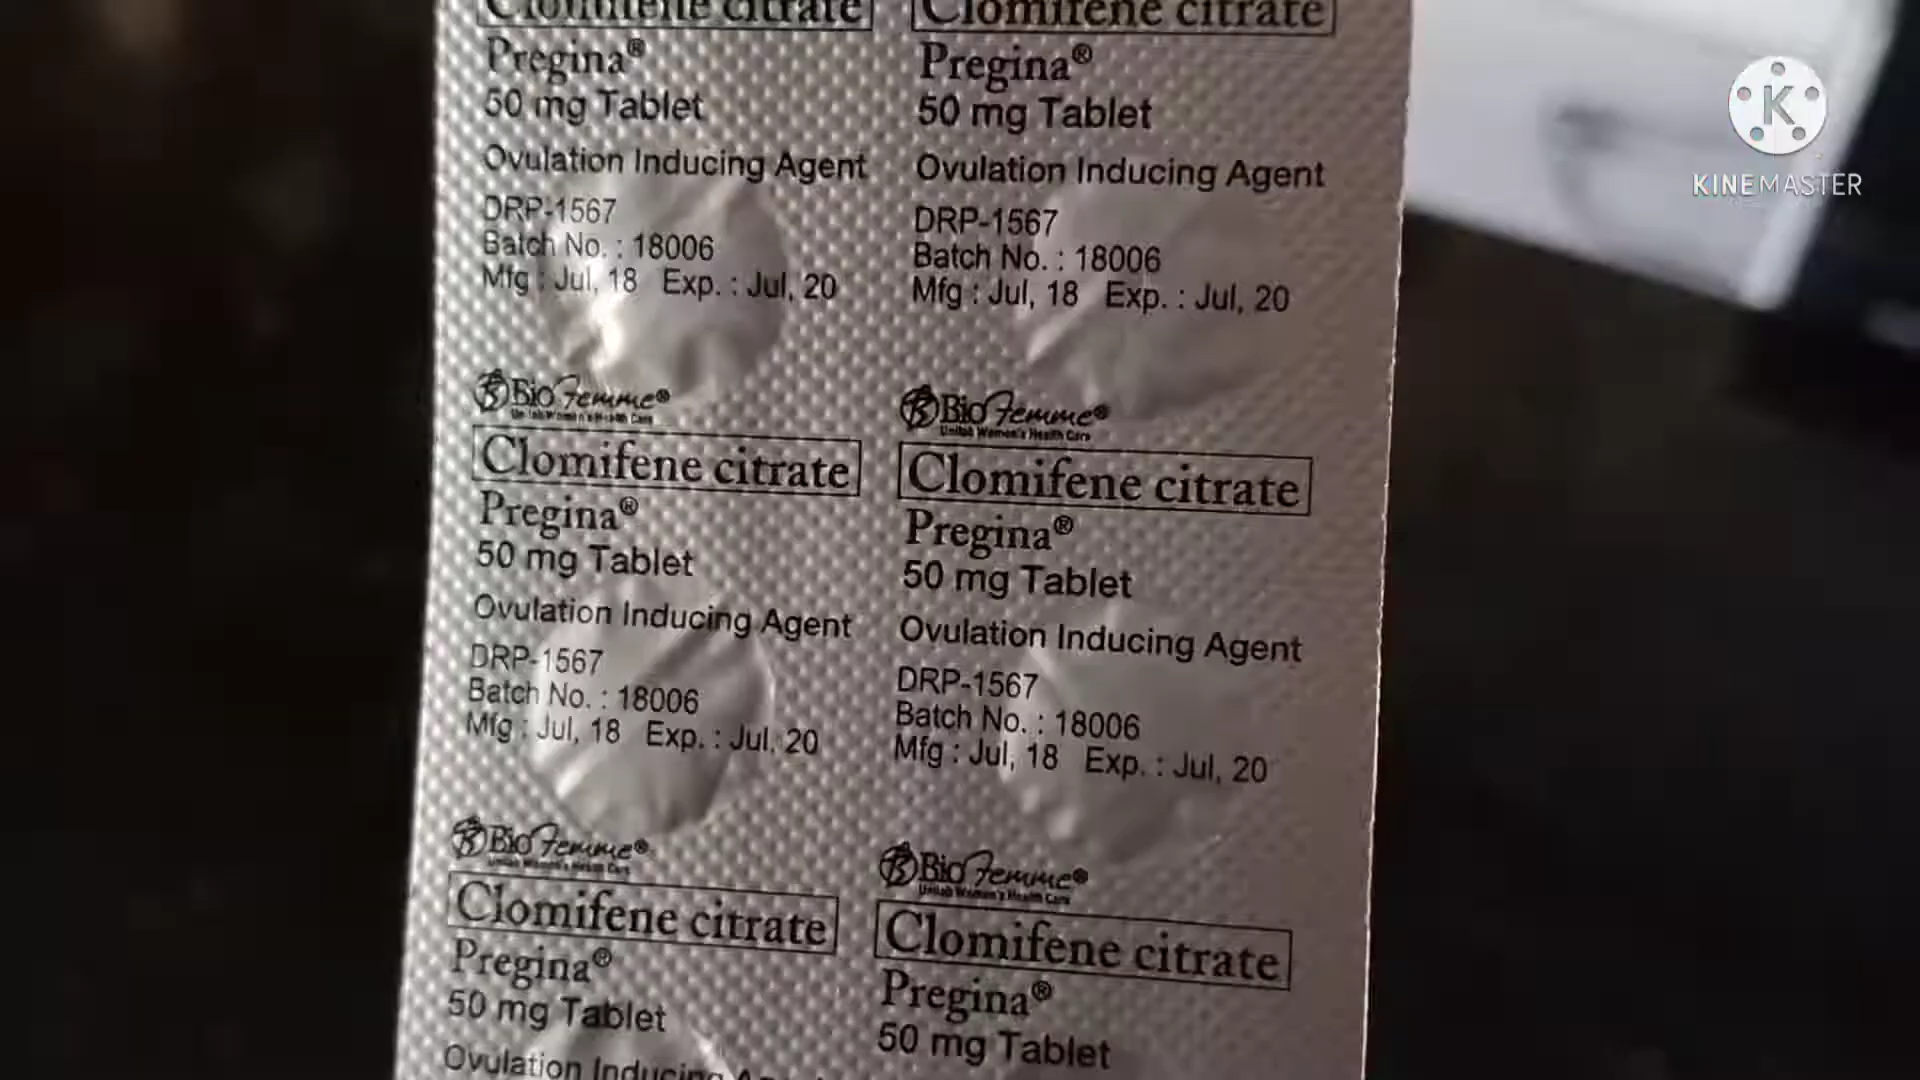 Clomifene citrate
Pregina®
50 mg Tablet
Ovulation Inducing Agent
DRP-1567
Batch No. : 18006
Mfg : Jul, 18 Exp. : Jul, 20
BioFemme®
Unilab Women's Health Care
Clomifene citrate
Pregina®
50 mg Tablet
Ovulation Inducing Agent
DRP-1567
Batch No. : 18006
Mfg : Jul, 18 Exp. : Jul, 20
BioFemme®
Unilab Women's Health Care
Clomifene citrate
Pregina®
50 mg Tablet
Ovulation Inducing
Clomifene citrate
Pregina®
50 mg Tablet
Ovulation Inducing Agent
DRP-1567
Batch No. : 18006
Mfg : Jul, 18 Exp. : Jul, 20
BioFemme®
Unilab Women's Health Care
Clomifene citrate
Pregina®
50 mg Tablet
Ovulation Inducing Agent
DRP-1567
Batch No. : 18006
Mfg : Jul, 18 Exp. : Jul, 20
BioFemme®
Unilab Women's Health Care
Clomifene citrate
Pregina®
50 mg Tablet
K
KINEMASTER